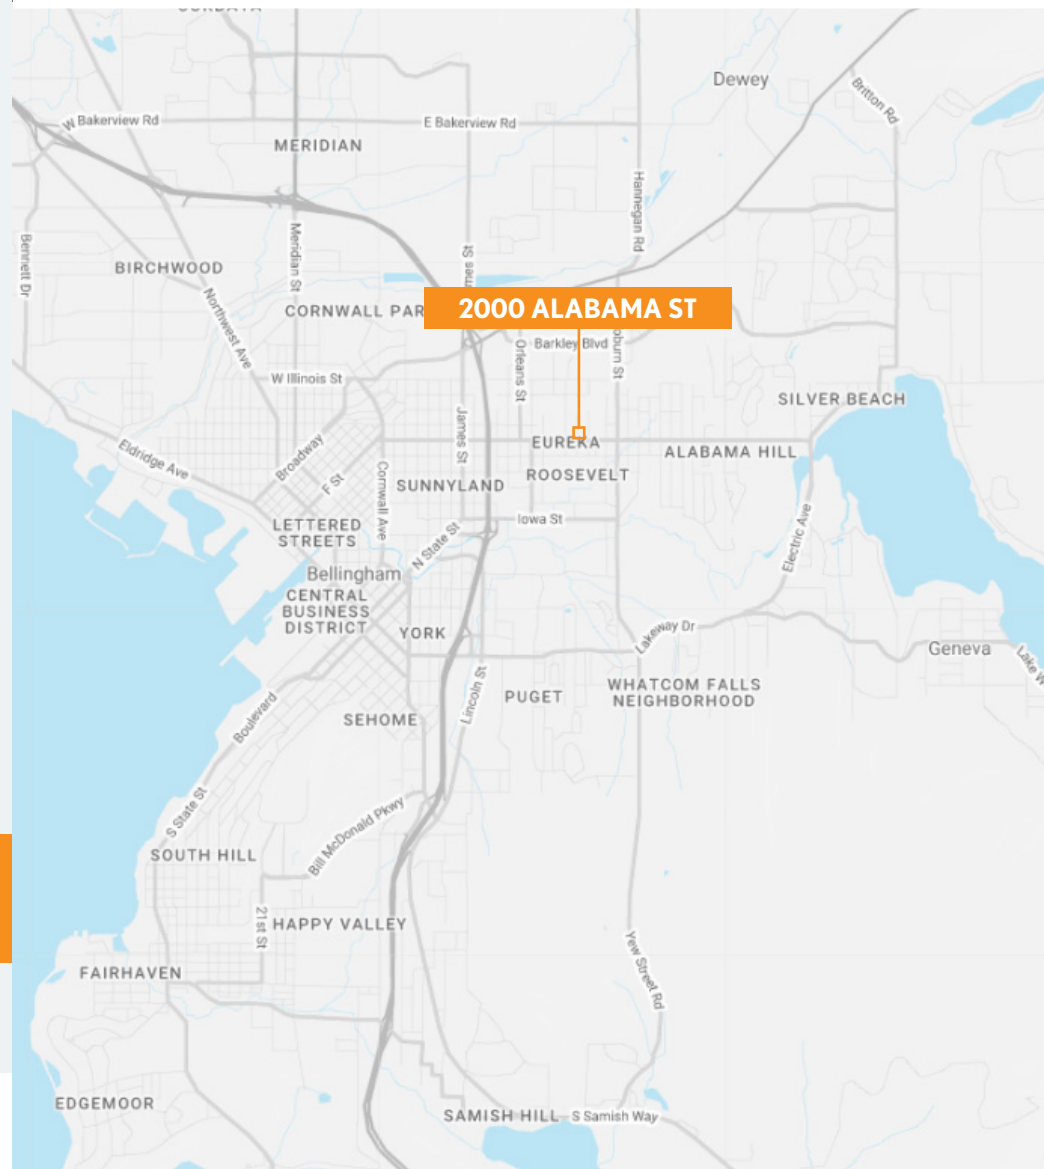 Dewey
Britton Rd
W Bakerview Rd
E Bakerview Rd
MERIDIAN
Hannegan Rd
Bennett Dr
Meridian St
BIRCHWOOD
Northwest Ave
CORNWALL PAR
2000 ALABAMA ST
Barkley Blvd
Orleans St
W Illinois St
SILVER BEACH
James St
EUREKA
ALABAMA HILL
Eldridge Ave
Broadway
F St
Cornwall Ave
SUNNYLAND
ROOSEVELT
LETTERED
STREETS
N State St
Iowa St
Electric Ave
Bellingham
CENTRAL
BUSINESS
DISTRICT
YORK
Lakeway Dr
Geneva
Lake W
Lincoln St
PUGET
WHATCOM FALLS
NEIGHBORHOOD
SEHOME
Boulevard
S State St
Bill McDonald Pkwy
SOUTH HILL
21st St
HAPPY VALLEY
FAIRHAVEN
Yew Street Rd
EDGEMOOR
SAMISH HILL
S Samish Way